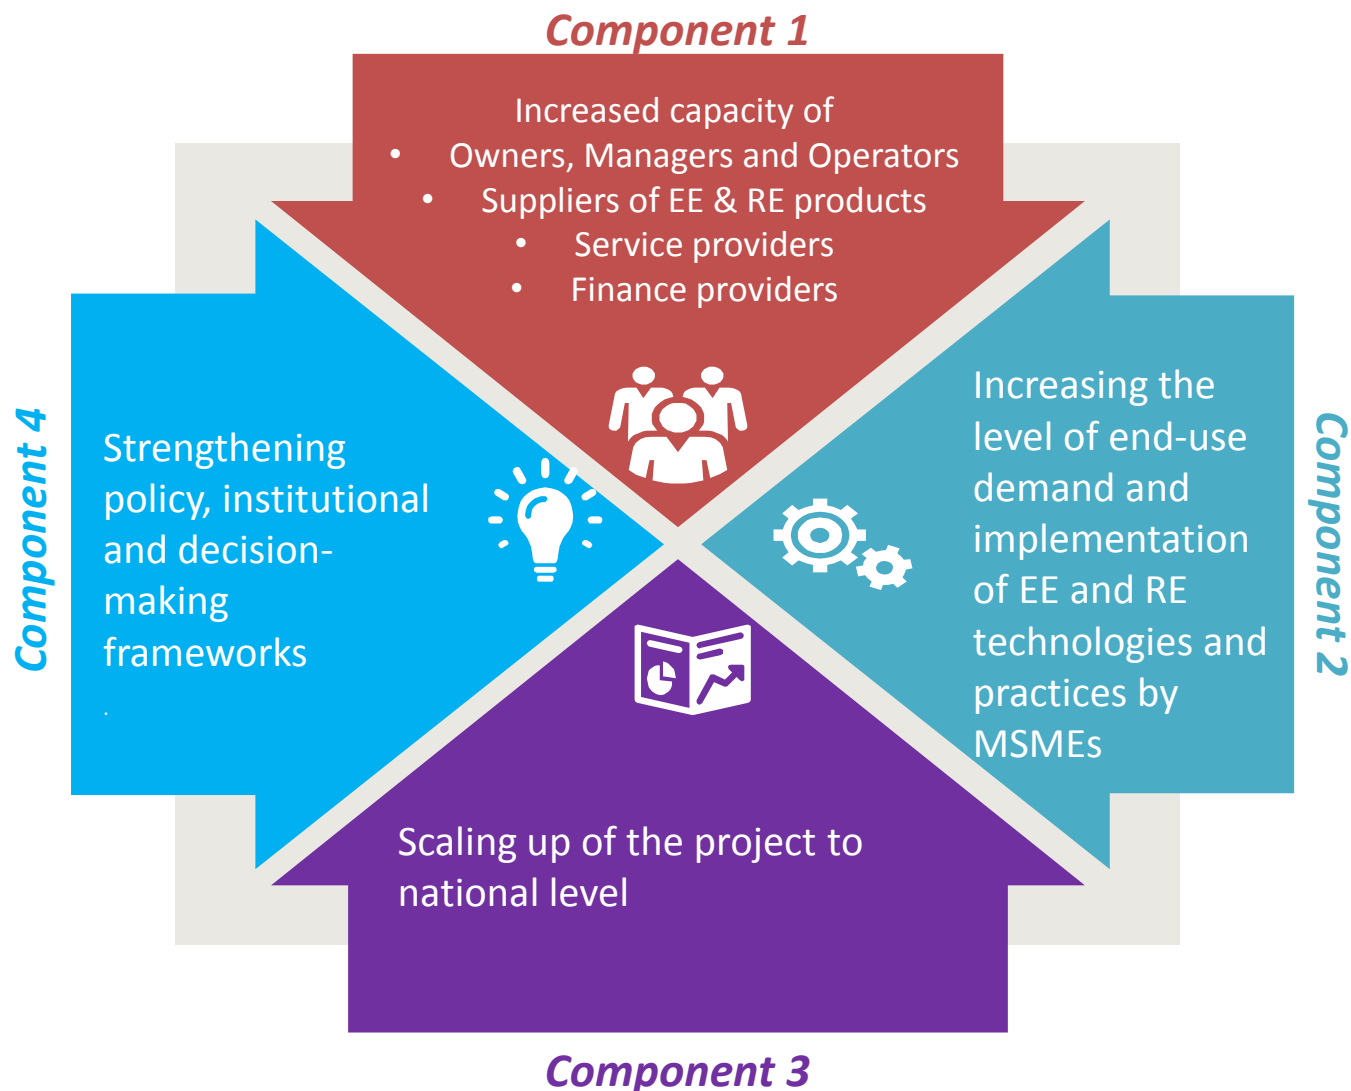 Component 1
Increased capacity of
• Owners, Managers and Operators
• Suppliers of EE & RE products
• Service providers
• Finance providers
Component 2
Increasing the
level of end-use
demand and
implementation
of EE and RE
technologies and
practices by
MSMEs
Component 3
Scaling up of the project to
national level
Component 4
Strengthening
policy, institutional
and decision-
making
frameworks
.